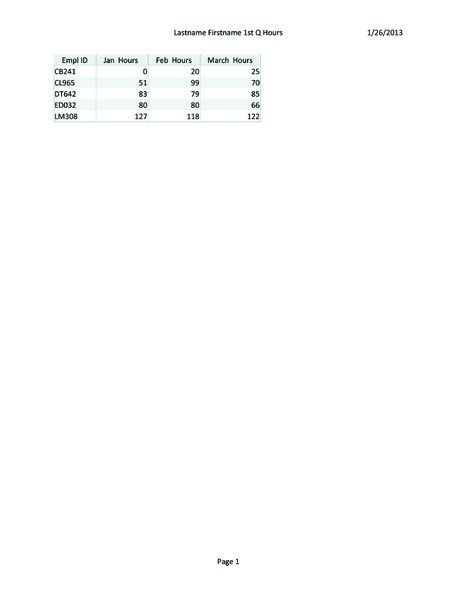 Lastname Firstname 1st Q Hours 1/26/2013
Empl ID Jan Hours Feb Hours March Hours
CB241 0 20 25
CL965 51 99 70
DT642 83 79 85
ED032 80 80 66
LM308 127 118 122
Page 1